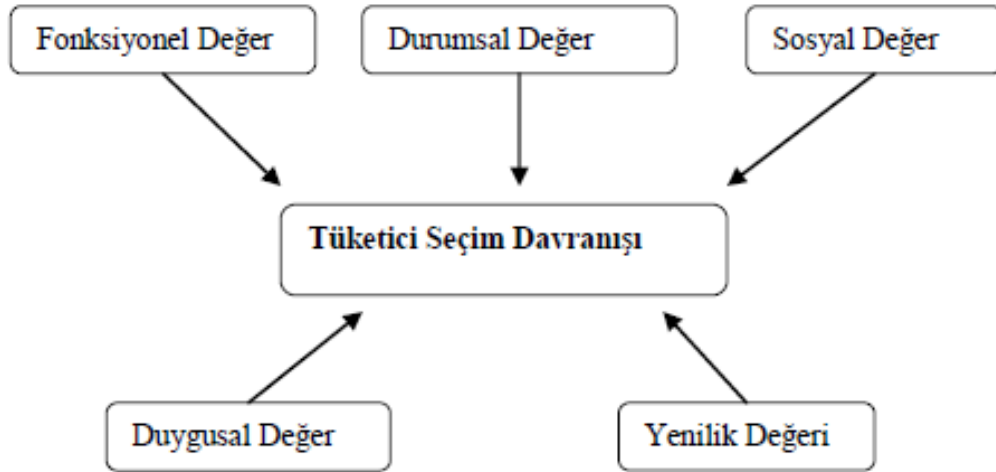 Fonksiyonel Değer
Durumsal Değer
Sosyal Değer
Tüketici Seçim Davranışı
Duygusal Değer
Yenilik Değeri